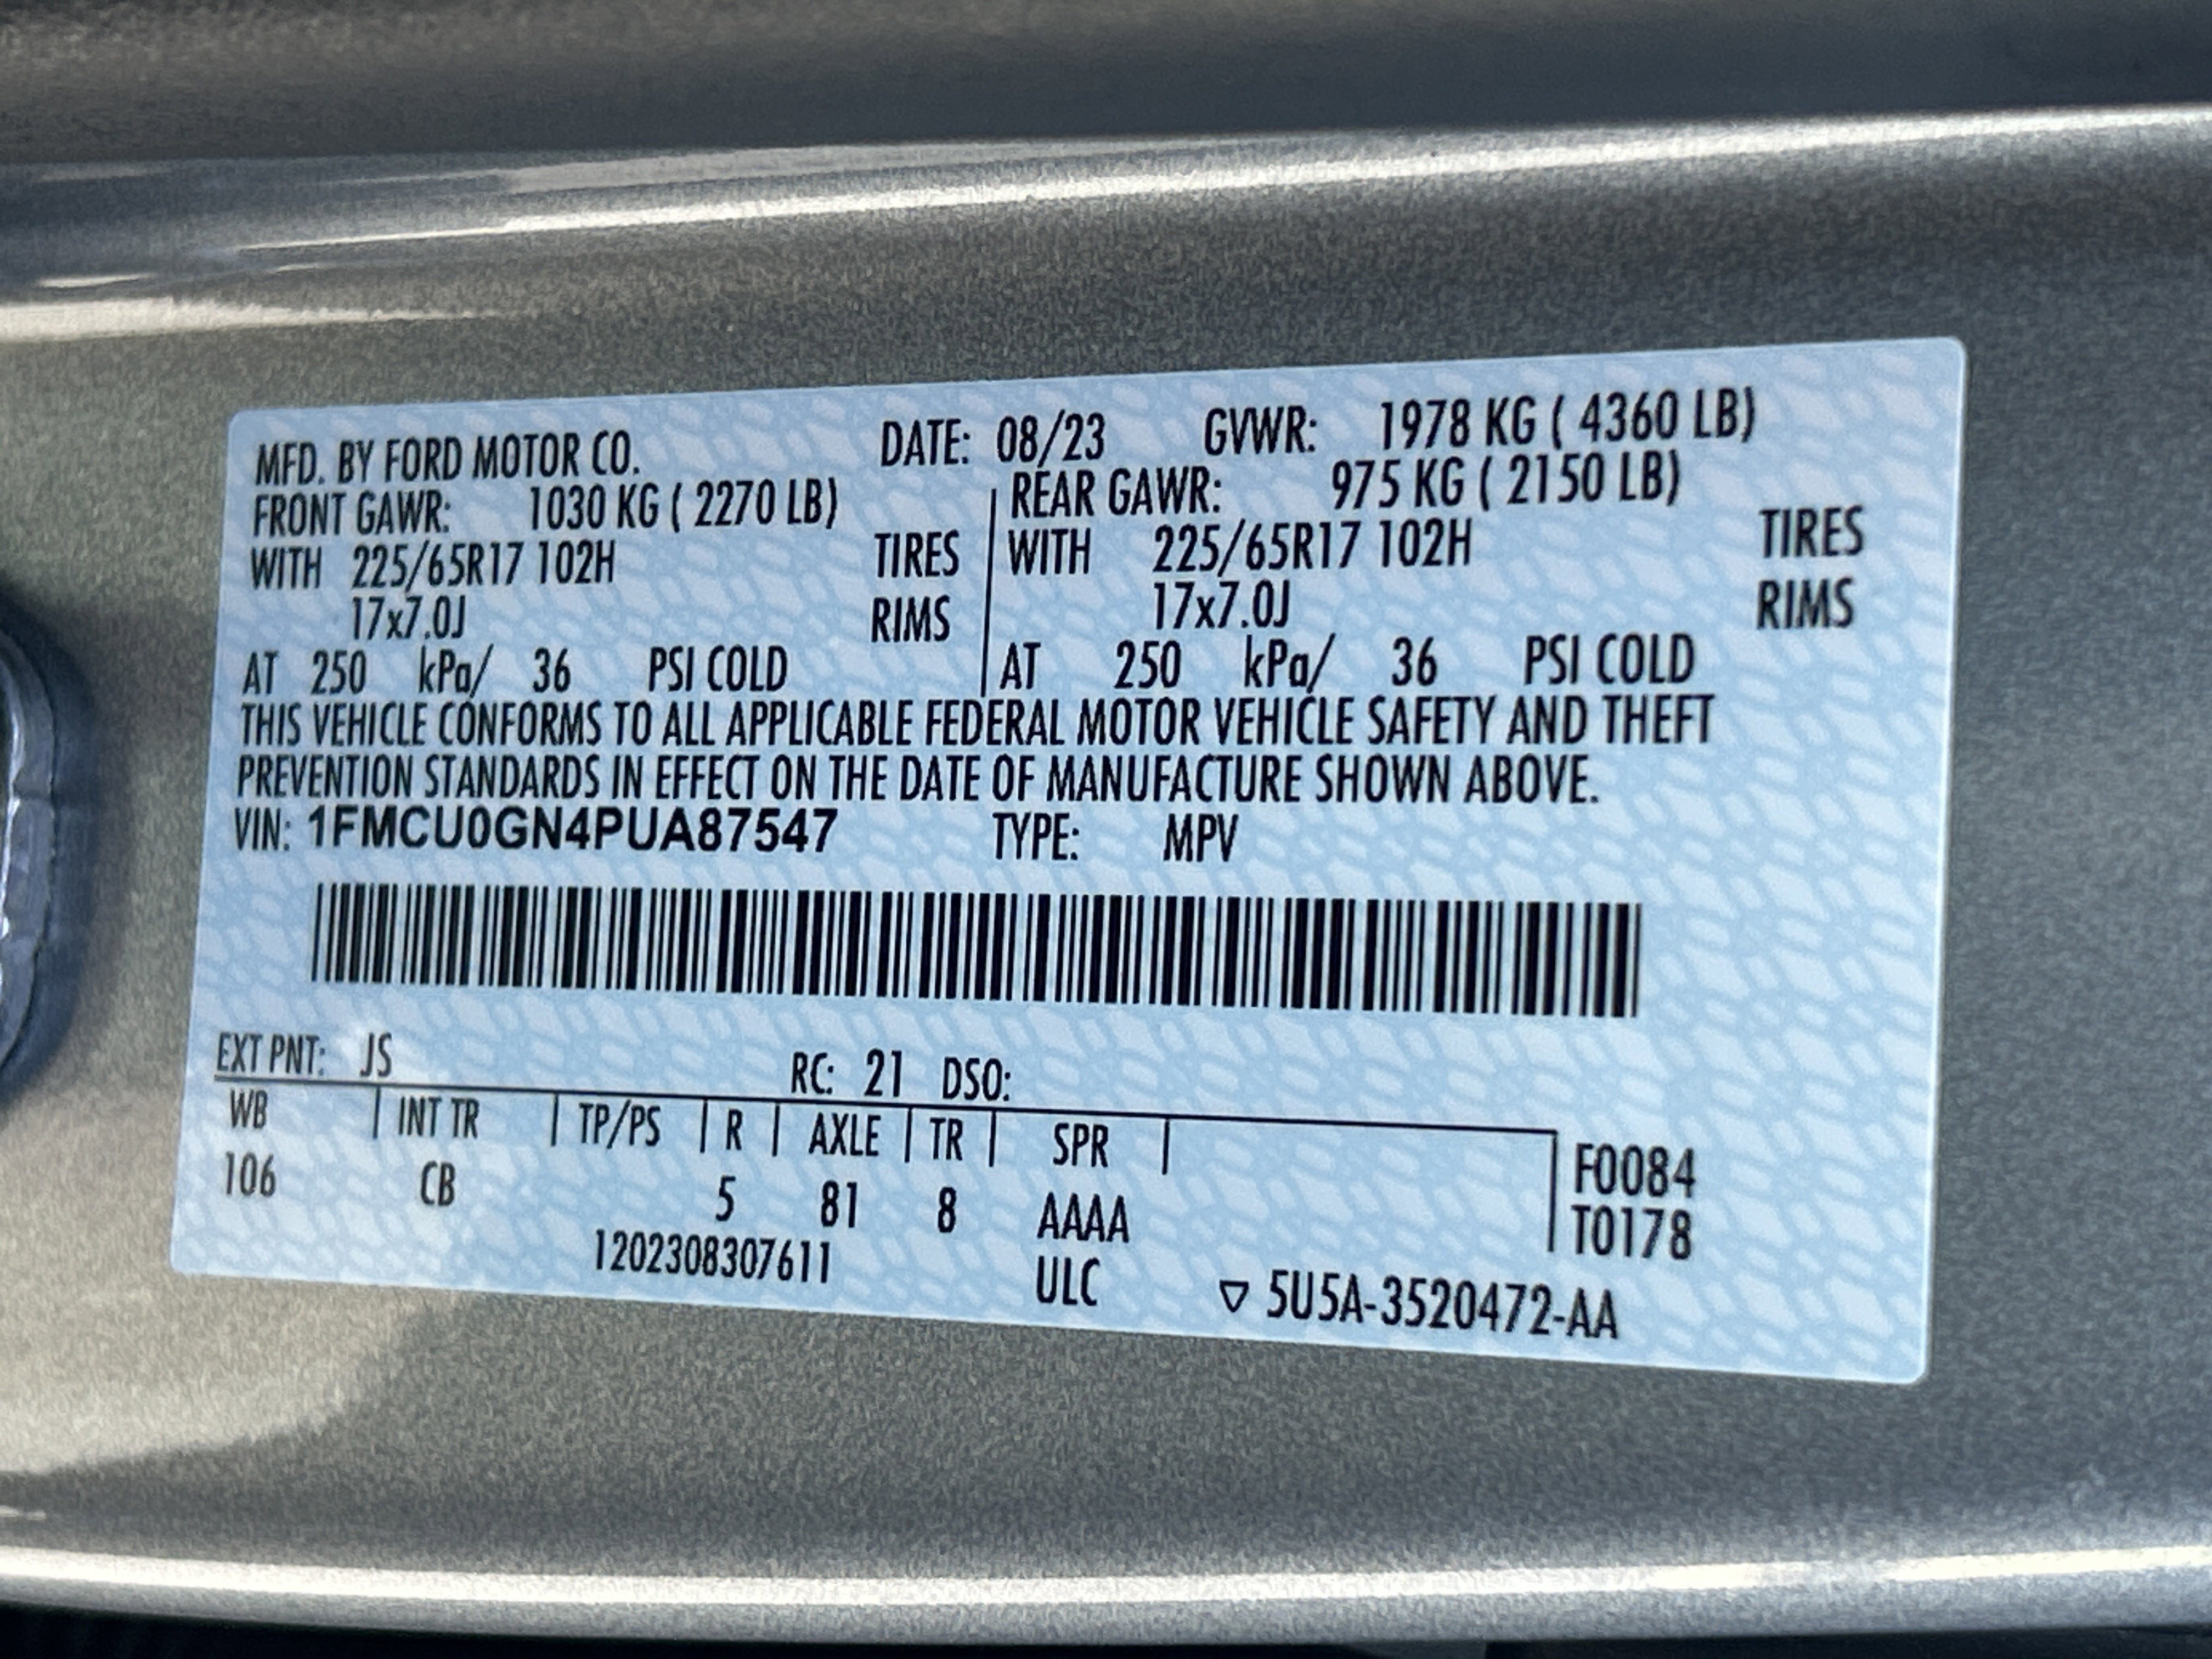 MFD. BY FORD MOTOR CO. DATE: 08/23 GVWR: 1978 KG ( 4360 LB)
FRONT GAWR: 1030 KG ( 2270 LB) REAR GAWR: 975 KG ( 2150 LB)
WITH 225/65R17 102H TIRES WITH 225/65R17 102H TIRES
17x7.0J RIMS 17x7.0J RIMS
AT 250 kPa/ 36 PSI COLD AT 250 kPa/ 36 PSI COLD
THIS VEHICLE CONFORMS TO ALL APPLICABLE FEDERAL MOTOR VEHICLE SAFETY AND THEFT
PREVENTION STANDARDS IN EFFECT ON THE DATE OF MANUFACTURE SHOWN ABOVE.
VIN: 1FMCU0GN4PUA87547 TYPE: MPV
EXT PNT: JS RC: 21 DSO:
WB INT TR TP/PS R AXLE TR SPR F0084
106 CB 5 81 8 AAAA T0178
1202308307611 ULC ▽ 5U5A-3520472-AA